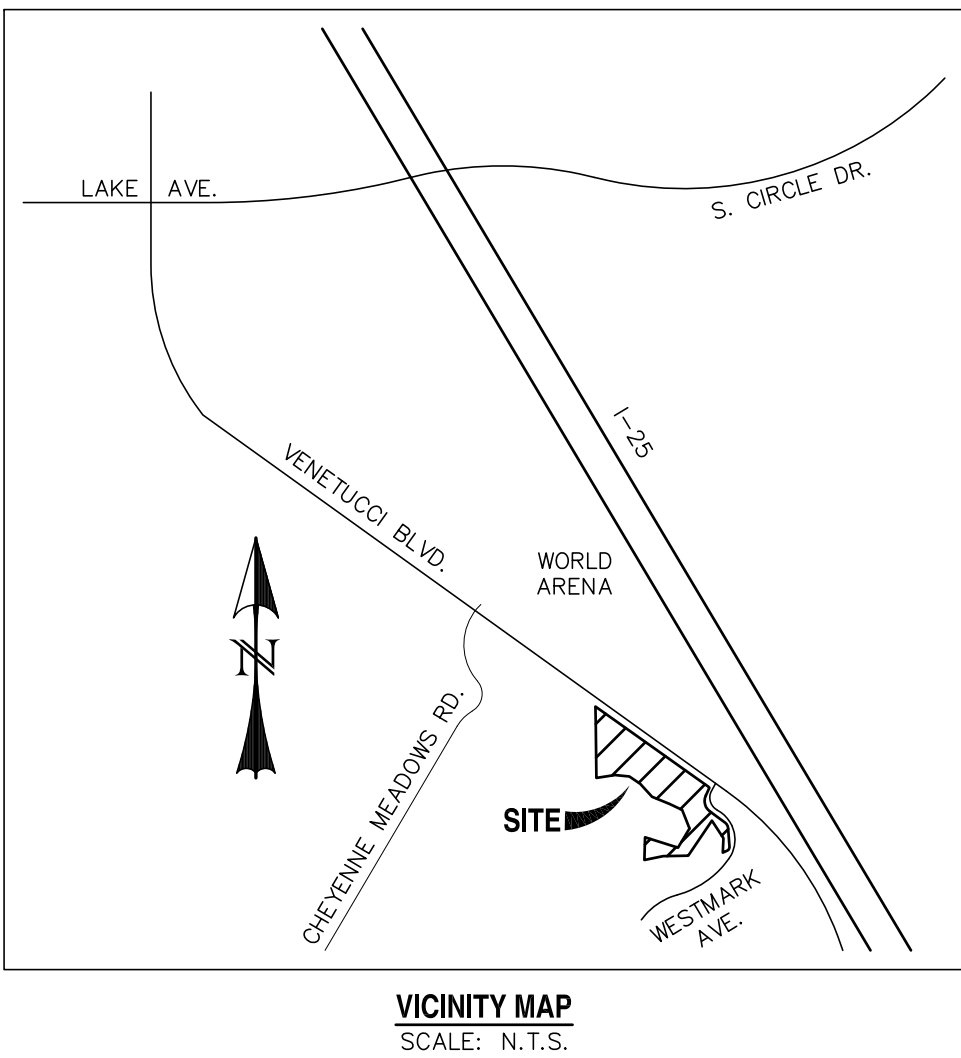 LAKE AVE.
S. CIRCLE DR.
I-25
VENETUCCI BLVD.
WORLD
ARENA
N
CHEYENNE MEADOWS RD.
SITE
WESTMARK
AVE.
VICINITY MAP
SCALE: N.T.S.